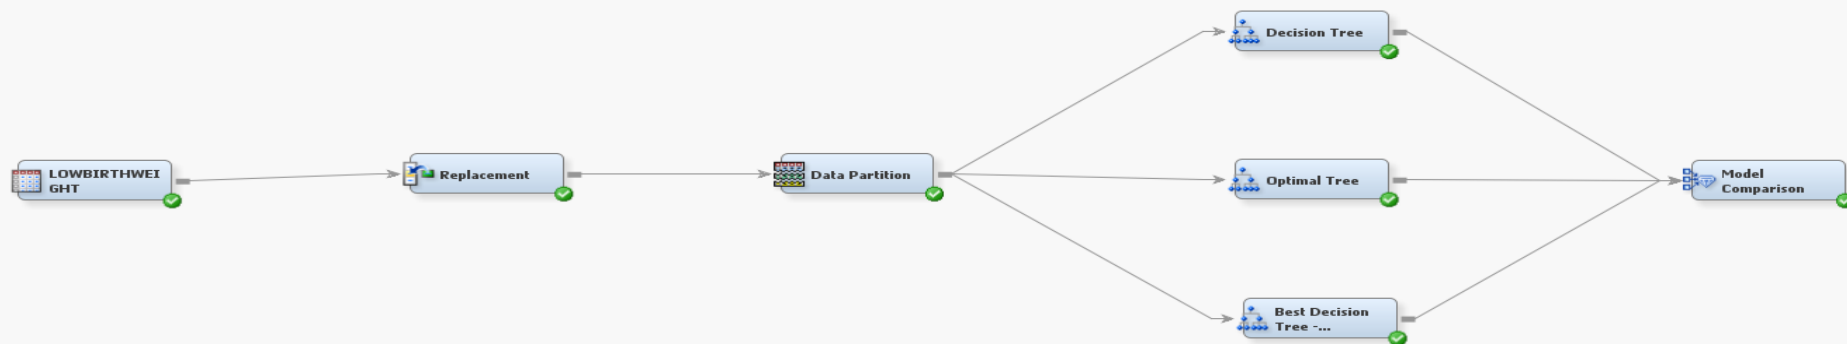 Decision Tree
LOWBIRTHWEI
GHT
Replacement
Data Partition
Optimal Tree
Model
Comparison
Best Decision
Tree -...